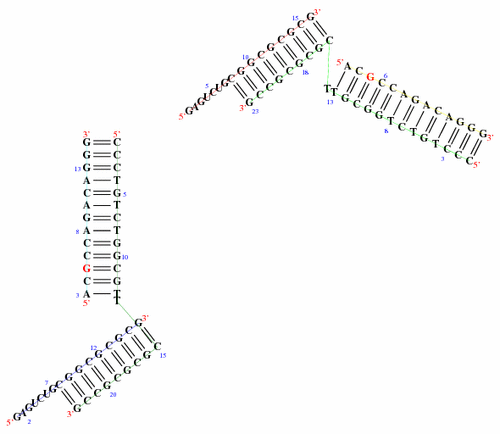 5' G A G U C U G C G G C G C G C G 3'
5 10 15
C G C G C G C C G 3'
18 23
5' A C G C C A G A C A G G G 3'
6
T T G C G G T C T G T C C C 5'
13 8 3
3' 5'
G C
G C
13 G C
A T
C G 5
A T
G C
8 A T
C G
C G 10
G C
C G
3 A T
5' T
5' G A G U C U G C G G C G C G C G 3'
2 7 12
C G C G C G C C G 3'
15 20